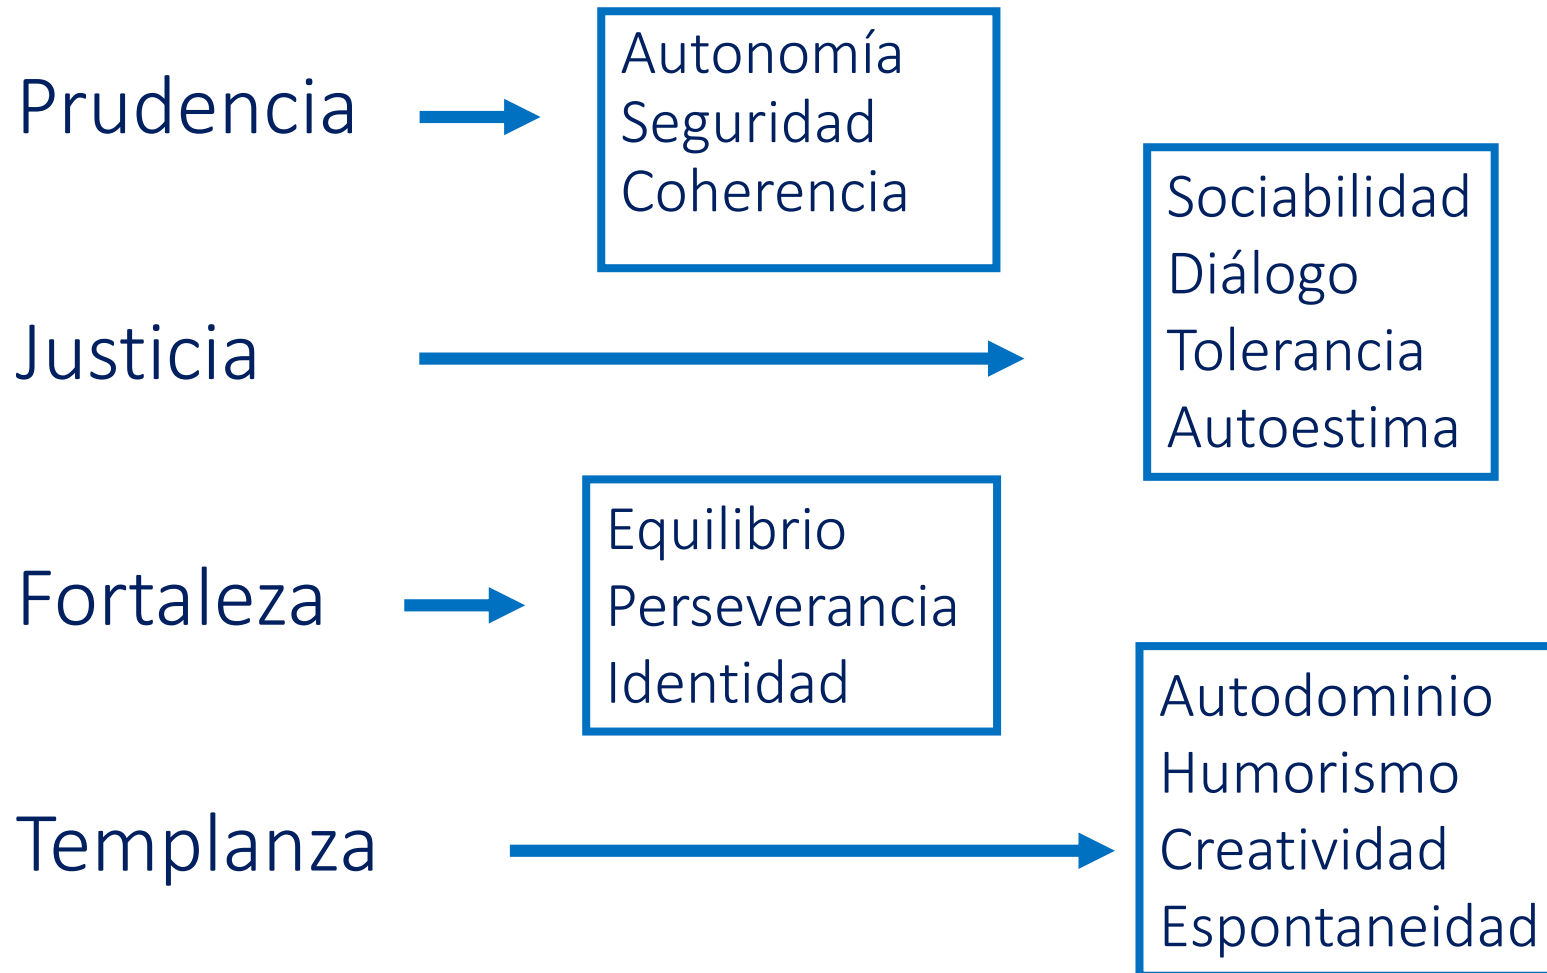 Prudencia
Autonomía
Seguridad
Coherencia
Justicia
Sociabilidad
Diálogo
Tolerancia
Autoestima
Fortaleza
Equilibrio
Perseverancia
Identidad
Templanza
Autodominio
Humorismo
Creatividad
Espontaneidad